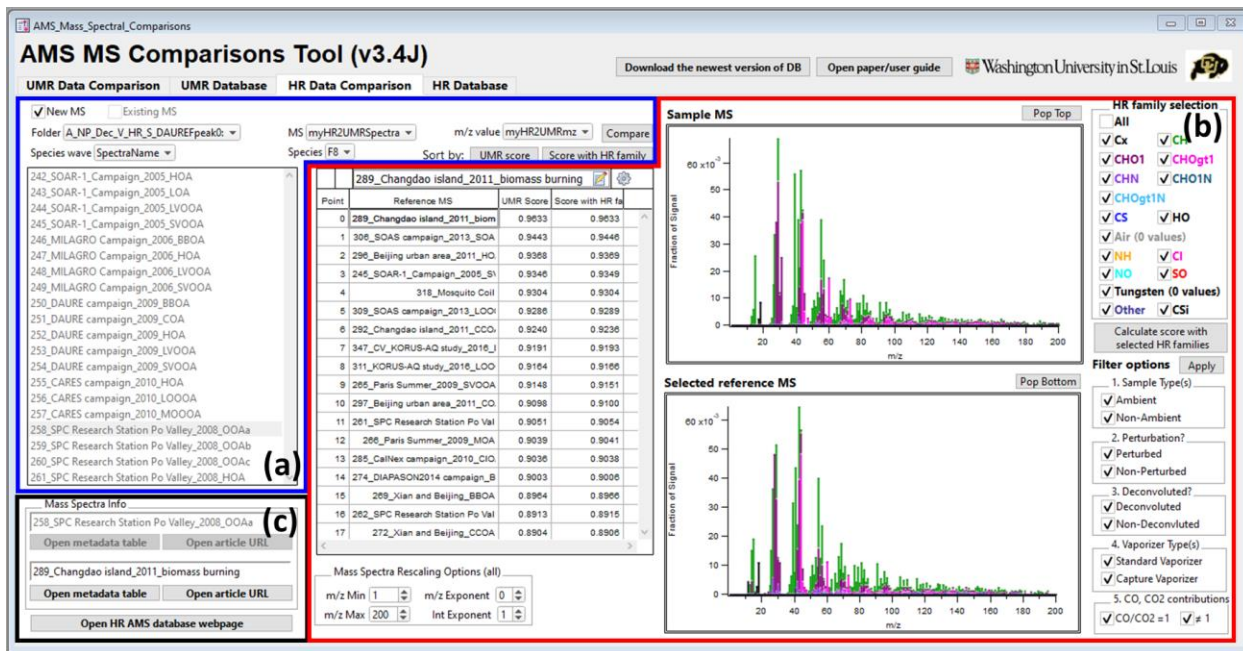 AMS_Mass_Spectral_Comparisons
AMS MS Comparisons Tool (v3.4J)
Download the newest version of DB
Open paper/user guide
Washington University in St. Louis
UMR Data Comparison UMR Database HR Data Comparison HR Database
New MS Existing MS
Folder A_NP_Dec_V_HR_S_DAUREFpeak0: MS myHR2UMRSpectra m/z value myHR2UMRmz Compare
Species wave SpectraName Species F8 Sort by: UMR score Score with HR family
242_SOAR-1_Campaign_2005_HOA
243_SOAR-1_Campaign_2005_LOA
244_SOAR-1_Campaign_2005_LVOOA
245_SOAR-1_Campaign_2005_SVOOA
246_MILAGRO Campaign_2006_BBOA
247_MILAGRO Campaign_2006_HOA
248_MILAGRO Campaign_2006_LVOOA
249_MILAGRO Campaign_2006_SVOOA
250_DAURE campaign_2009_BBOA
251_DAURE campaign_2009_COA
252_DAURE campaign_2009_HOA
253_DAURE campaign_2009_LVOOA
254_DAURE campaign_2009_SVOOA
255_CARES campaign_2010_HOA
256_CARES campaign_2010_LOOOA
257_CARES campaign_2010_MOOOA
258_SPC Research Station Po Valley_2008_OOAa
259_SPC Research Station Po Valley_2008_OOAb
260_SPC Research Station Po Valley_2008_OOAc
261_SPC Research Station Po Valley_2008_HOA
(a)
Mass Spectra Info
(c)
258_SPC Research Station Po Valley_2008_OOAa
Open metadata table Open article URL
289_Changdao island_2011_biomass burning
Open metadata table Open article URL
Open HR AMS database webpage
289_Changdao island_2011_biomass burning
Point Reference MS UMR Score Score with HR fa
0 289_Changdao island_2011_biom 0.9633 0.9633
1 306_SOAS campaign_2013_SOA 0.9443 0.9446
2 296_Beijing urban area_2011_HO. 0.9368 0.9369
3 245_SOAR-1_Campaign_2005_S\ 0.9346 0.9349
4 318_Mosquito Coil 0.9304 0.9304
5 309_SOAS campaign_2013_LOO( 0.9286 0.9289
6 292_Changdao island_2011_CCO, 0.9240 0.9236
7 347_CV_KORUS-AQ study_2016_I 0.9191 0.9193
8 311_KORUS-AQ study_2016_LOO 0.9164 0.9166
9 265_Paris Summer_2009_SVOOA 0.9148 0.9151
10 297_Beijing urban area_2011_CO. 0.9098 0.9100
11 261_SPC Research Station Po Val 0.9051 0.9054
12 266_Paris Summer_2009_MOA 0.9039 0.9041
13 285_CalNex campaign_2010_CIO. 0.9036 0.9038
14 274_DIAPASON2014 campaign_B 0.9003 0.9006
15 269_Xian and Beijing_BBOA 0.8964 0.8966
16 262_SPC Research Station Po Val 0.8913 0.8915
17 272_Xian and Beijing_CCOA 0.8904 0.8906
Mass Spectra Rescaling Options (all)
m/z Min 1 m/z Exponent 0
m/z Max 200 Int Exponent 1
Sample MS Pop Top
60 x10⁻³
50
40
30
20
10
0
Fraction of Signal
20 40 60 80 100 120 140 160 180 200
m/z
Selected reference MS Pop Bottom
60 x10⁻³
50
40
30
20
10
0
Fraction of Signal
20 40 60 80 100 120 140 160 180 200
m/z
HR family selection
(b)
All
Cx CH
CHO1 CHOgt1
CHN CHO1N
CHOgt1N
CS HO
Air (0 values)
NH Cl
NO SO
Tungsten (0 values)
Other CSi
Calculate score with
selected HR families
Filter options Apply
1. Sample Type(s)
Ambient
Non-Ambient
2. Perturbation?
Perturbed
Non-Perturbed
3. Deconvoluted?
Deconvoluted
Non-Deconvluted
4. Vaporizer Type(s)
Standard Vaporizer
Capture Vaporizer
5. CO, CO2 contributions
CO/CO2 =1 ≠ 1